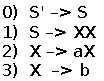 0) S' –> S
1) S –> XX
2) X –> aX
3) X –> b